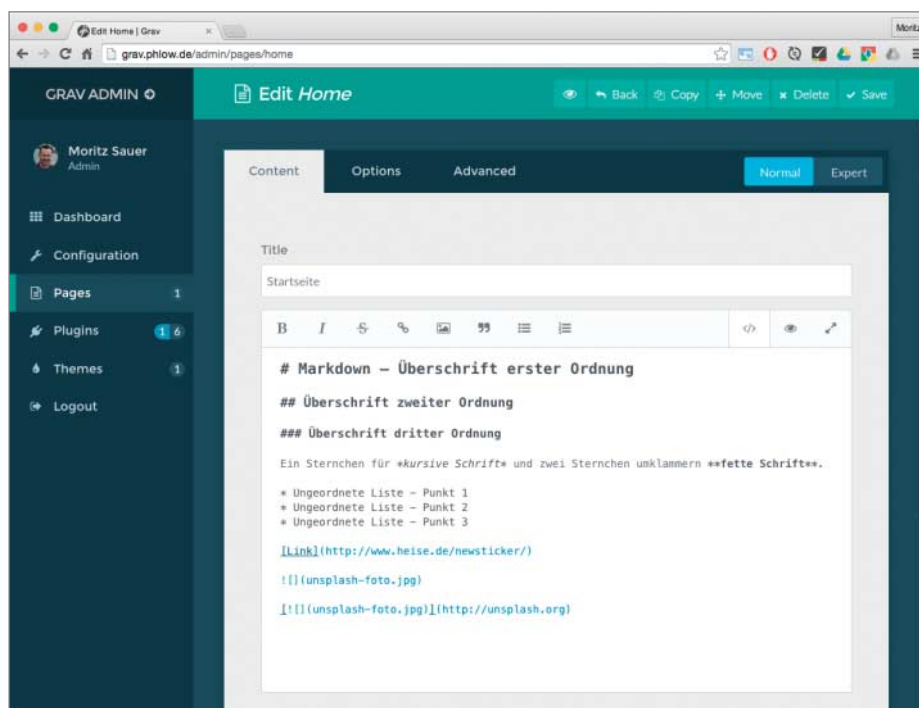 Edit Home | Grav
Moritz
grav.phlow.de/admin/pages/home
GRAV ADMIN
Edit Home
Back Copy Move Delete Save
Moritz Sauer
Admin
Content Options Advanced Normal Expert
Dashboard
Configuration
Pages 1
Plugins 1 6
Themes 1
Logout
Title
Startseite
B I S
# Markdown – Überschrift erster Ordnung
## Überschrift zweiter Ordnung
### Überschrift dritter Ordnung
Ein Sternchen für *kursive Schrift* und zwei Sternchen umklammern **fette Schrift**.
* Ungeordnete Liste – Punkt 1
* Ungeordnete Liste – Punkt 2
* Ungeordnete Liste – Punkt 3
[Link](http://www.heise.de/newsticker/)
![](unsplash-foto.jpg)
[![](unsplash-foto.jpg)](http://unsplash.org)